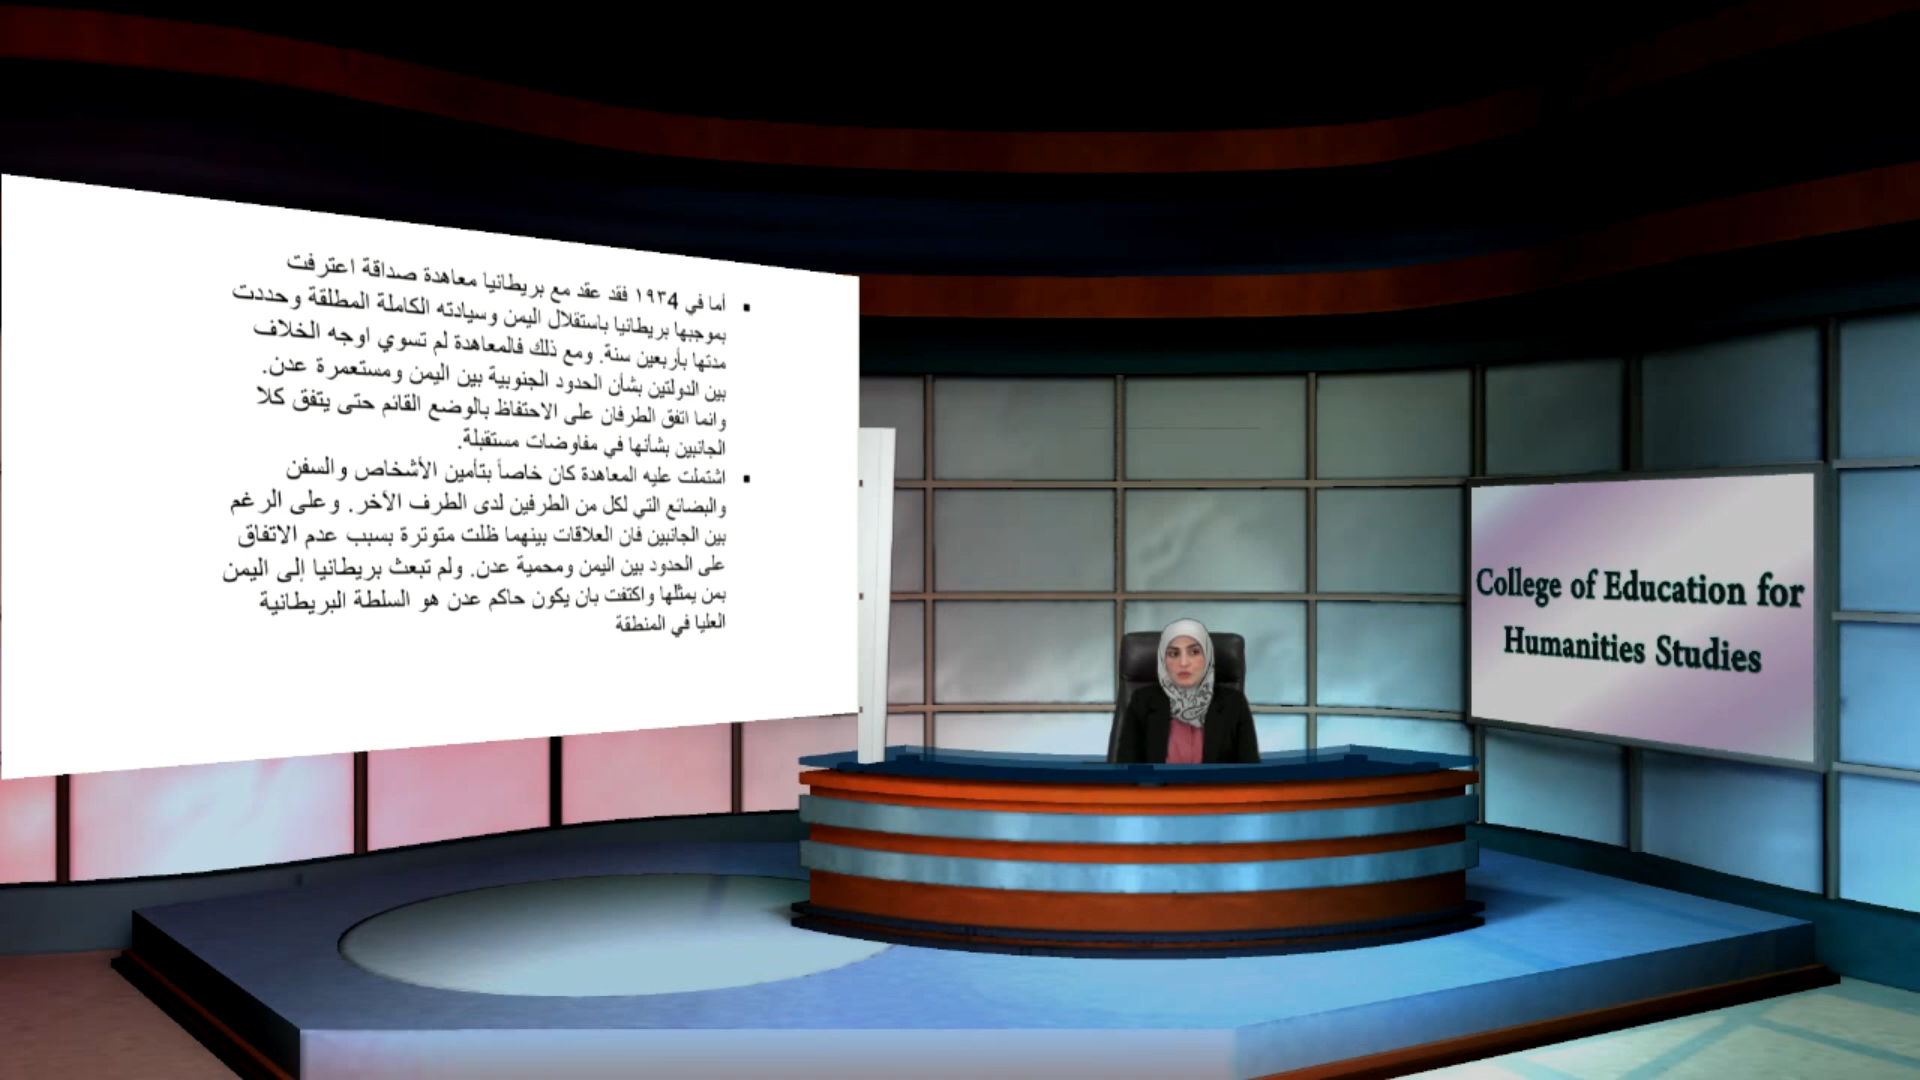 أما في ١٩٣4 فقد عقد مع بريطانيا معاهدة صداقة اعترفت
بموجبها بريطانيا باستقلال اليمن وسيادته الكاملة المطلقة وحددت
مدتها بأربعين سنة. ومع ذلك فالمعاهدة لم تسوي اوجه الخلاف
بين الدولتين بشأن الحدود الجنوبية بين اليمن ومستعمرة عدن.
وانما اتفق الطرفان على الاحتفاظ بالوضع القائم حتى يتفق كلا
الجانبين بشأنها في مفاوضات مستقبلة.
اشتملت عليه المعاهدة كان خاصاً بتأمين الأشخاص والسفن
والبضائع التي لكل من الطرفين لدى الطرف الآخر. وعلى الرغم
بين الجانبين فان العلاقات بينهما ظلت متوترة بسبب عدم الاتفاق
على الحدود بين اليمن ومحمية عدن. ولم تبعث بريطانيا إلى اليمن
بمن يمثلها واكتفت بان يكون حاكم عدن هو السلطة البريطانية
العليا في المنطقة
College of Education for
Humanities Studies